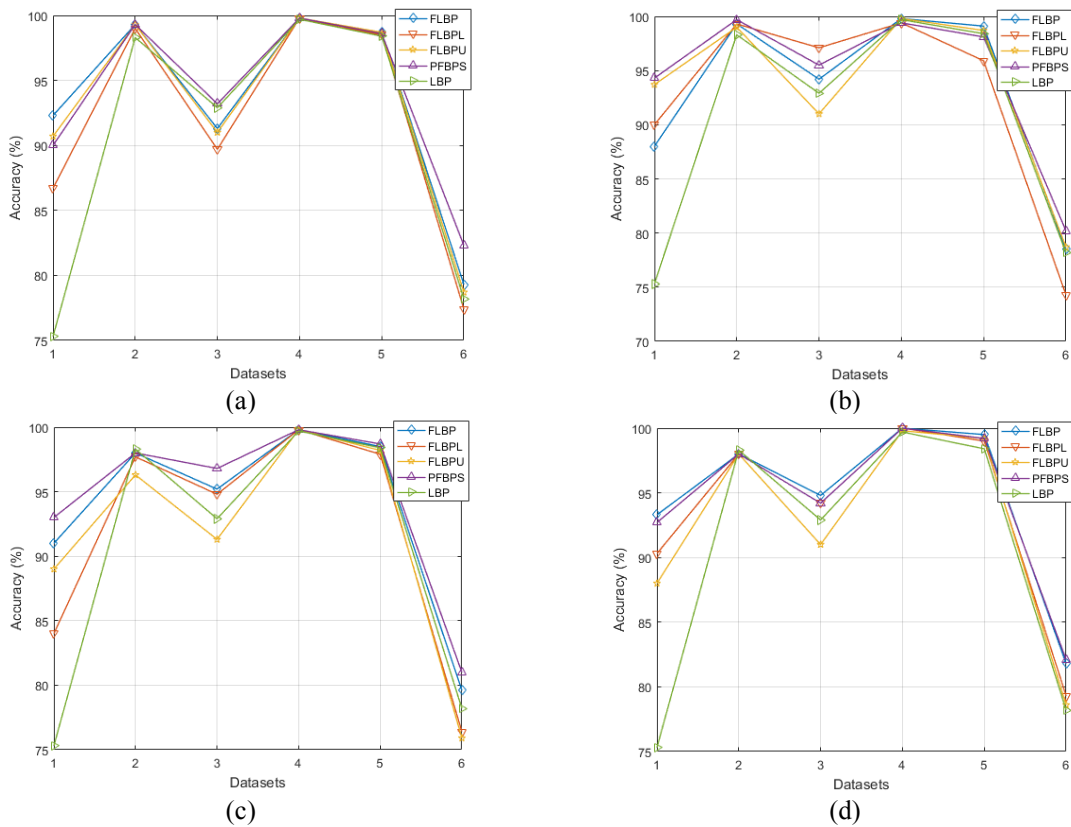 100
95
90
85
80
75
Accuracy (%)
1 2 3 4 5 6
Datasets
FLBP
FLBPL
FLBPU
PFBPS
LBP
(a)
100
95
90
85
80
75
70
Accuracy (%)
1 2 3 4 5 6
Datasets
FLBP
FLBPL
FLBPU
PFBPS
LBP
(b)
100
95
90
85
80
75
Accuracy (%)
1 2 3 4 5 6
Datasets
FLBP
FLBPL
FLBPU
PFBPS
LBP
(c)
100
95
90
85
80
75
Accuracy (%)
1 2 3 4 5 6
Datasets
FLBP
FLBPL
FLBPU
PFBPS
LBP
(d)